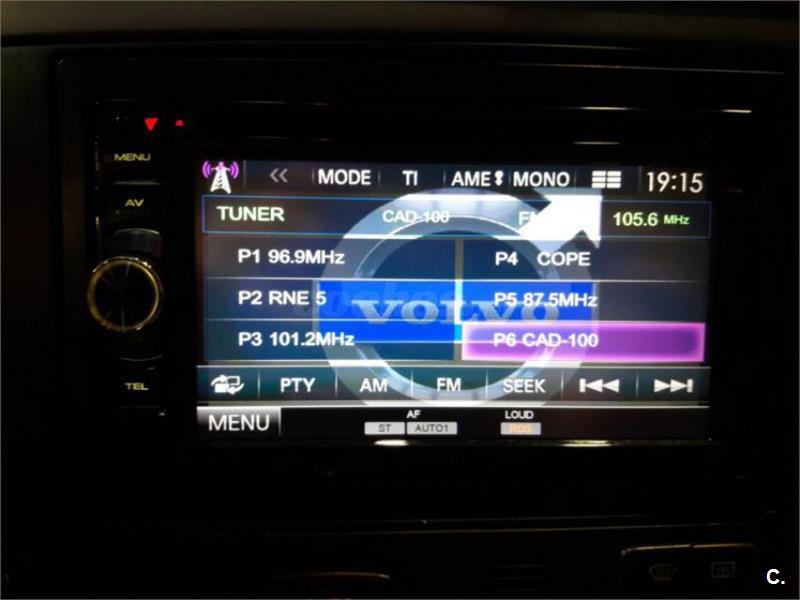 MENU
AV
TEL
<< MODE TI AME MONO 19:15
TUNER CAD-100 FM 105.6 MHz
P1 96.9MHz P4 COPE
P2 RNE 5 P5 87.5MHz
VOLVO
P3 101.2MHz P6 CAD-100
PTY AM FM SEEK
MENU AF LOUD
ST AUTO1 RDS
C.